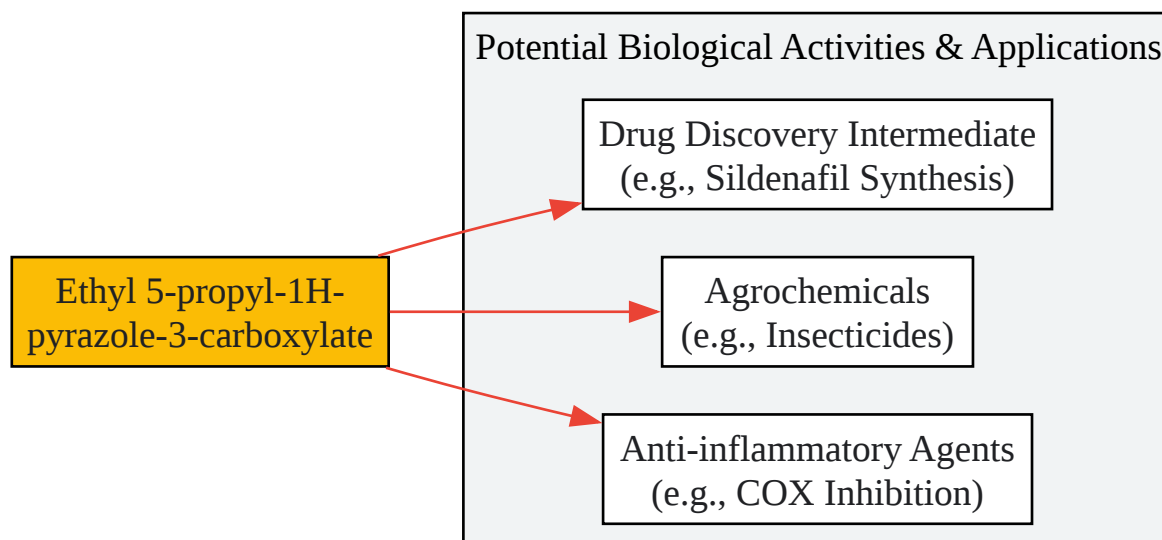 Potential Biological Activities & Applications
Drug Discovery Intermediate
(e.g., Sildenafil Synthesis)
Ethyl 5-propyl-1H-
pyrazole-3-carboxylate
Agrochemicals
(e.g., Insecticides)
Anti-inflammatory Agents
(e.g., COX Inhibition)